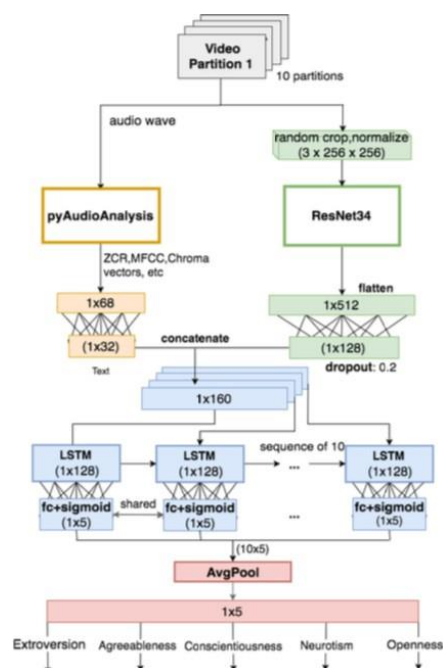 Video
Partition 1
10 partitions
audio wave
random crop,normalize
(3 x 256 x 256)
pyAudioAnalysis
ResNet34
ZCR,MFCC,Chroma
vectors, etc
flatten
1x68
1x512
(1x32)
concatenate
(1x128)
Text
dropout: 0.2
1x160
LSTM
(1x128)
LSTM
(1x128)
sequence of 10
...
LSTM
(1x128)
fc+sigmoid
(1x5)
shared
fc+sigmoid
(1x5)
...
fc+sigmoid
(1x5)
(10x5)
AvgPool
1x5
Extroversion
Agreeableness
Conscientiousness
Neurotism
Openness